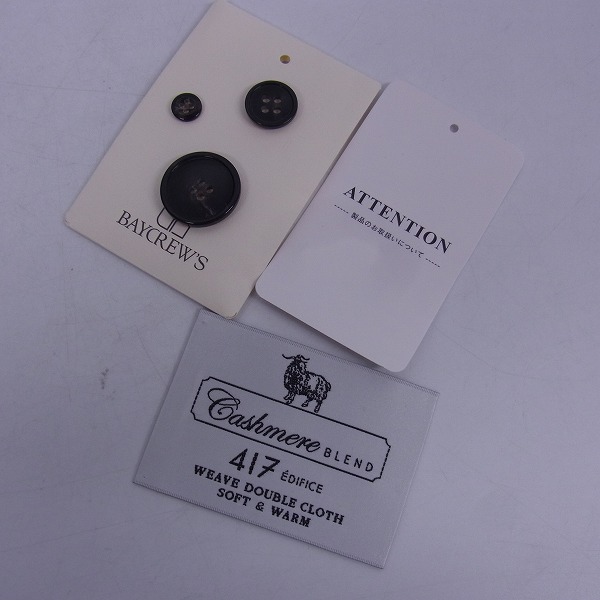 BAYCREW'S
ATTENTION
----- 製品のお取扱いについて -----
Cashmere BLEND
417 ÉDIFICE
WEAVE DOUBLE CLOTH
SOFT & WARM